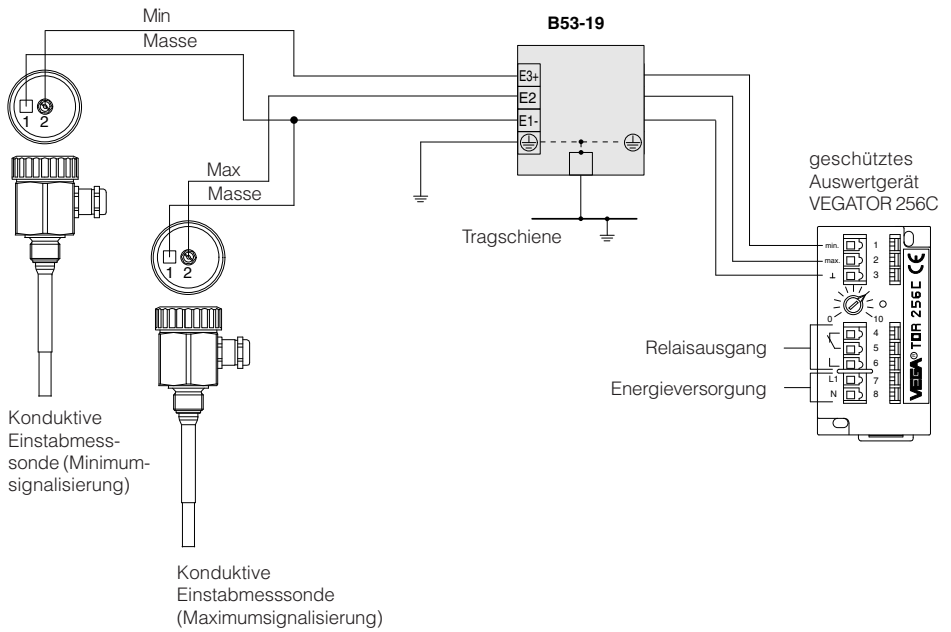 Min
Masse
B53-19
E3+
E2
E1-
1 2
Max
Masse
1 2
Tragschiene
geschütztes
Auswertgerät
VEGATOR 256C
min. 1
max. 2
⊥ 3
0 10
4
5
6
L1 7
N 8
VEGA® TOR 256C CE
Relaisausgang
Energieversorgung
Konduktive
Einstabmess-
sonde (Minimum-
signalisierung)
Konduktive
Einstabmesssonde
(Maximumsignalisierung)